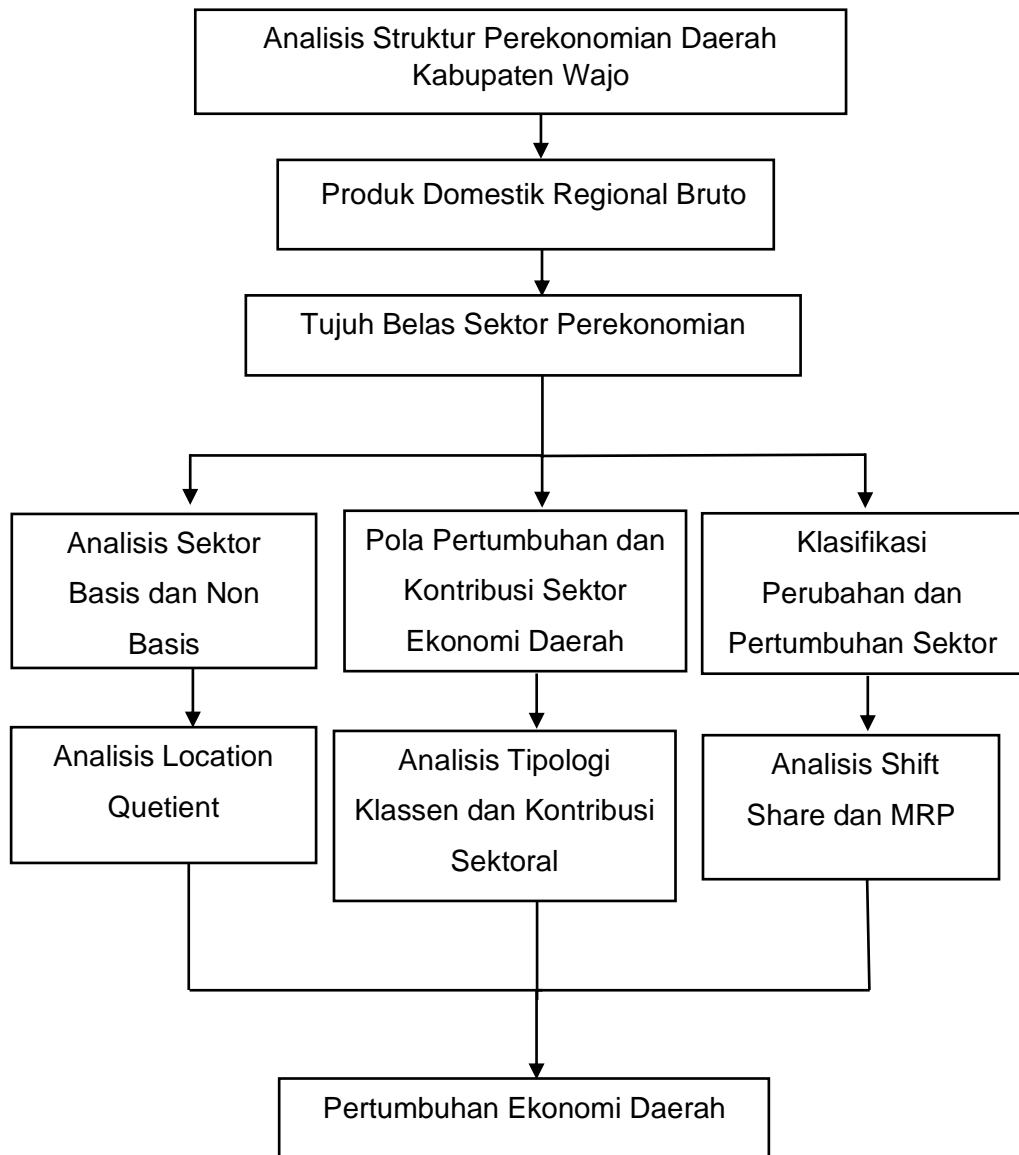 Analisis Struktur Perekonomian Daerah
Kabupaten Wajo
Produk Domestik Regional Bruto
Tujuh Belas Sektor Perekonomian
Analisis Sektor
Basis dan Non
Basis
Pola Pertumbuhan dan
Kontribusi Sektor
Ekonomi Daerah
Klasifikasi
Perubahan dan
Pertumbuhan Sektor
Analisis Location
Quetient
Analisis Tipologi
Klassen dan Kontribusi
Sektoral
Analisis Shift
Share dan MRP
Pertumbuhan Ekonomi Daerah